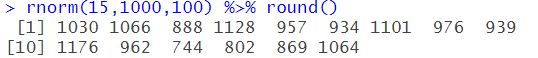 > rnorm(15,1000,100) %>% round()
[1] 1030 1066 888 1128 957 934 1101 976 939
[10] 1176 962 744 802 869 1064